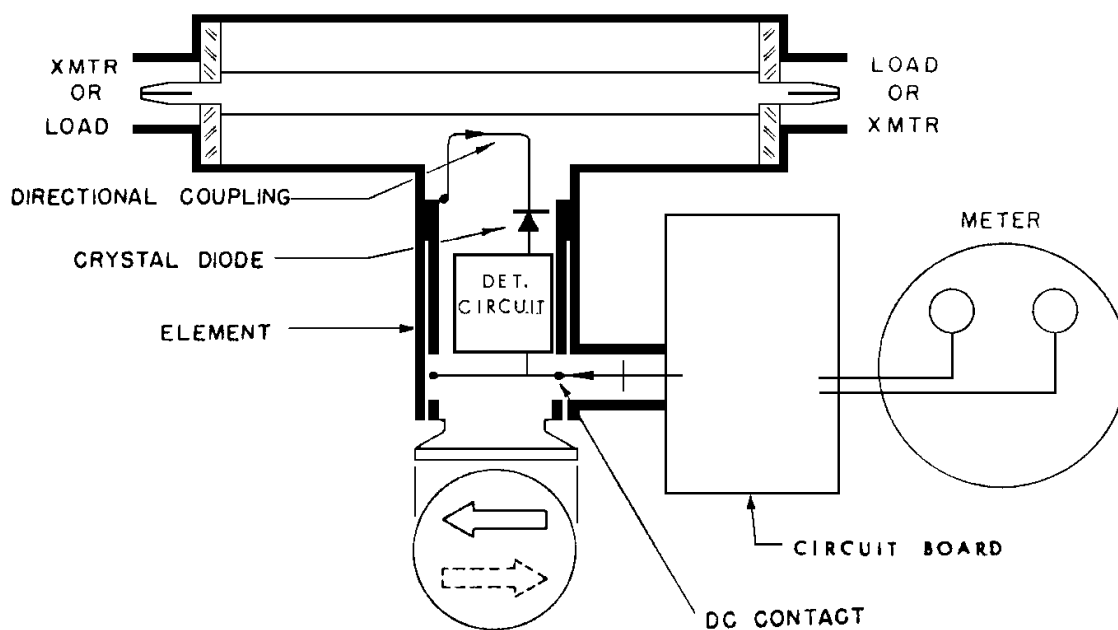 XMTR
OR
LOAD
LOAD
OR
XMTR
DIRECTIONAL COUPLING
CRYSTAL DIODE
ELEMENT
DET.
CIRCUIT
METER
CIRCUIT BOARD
DC CONTACT